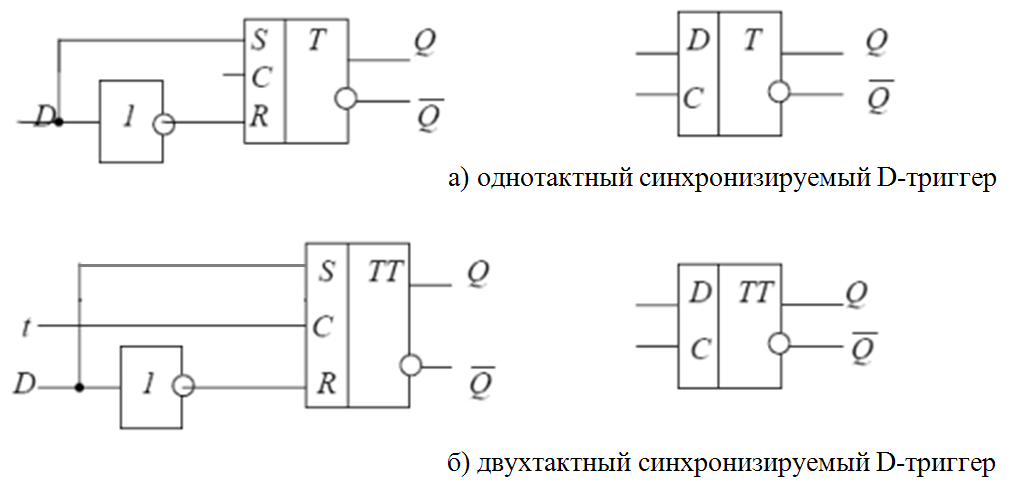 S T Q D T Q
C
D 1 R Q̅ C Q̅
а) однотактный синхронизируемый D-триггер
S TT Q D TT Q
t C C Q̅
D 1 R Q̅
б) двухтактный синхронизируемый D-триггер